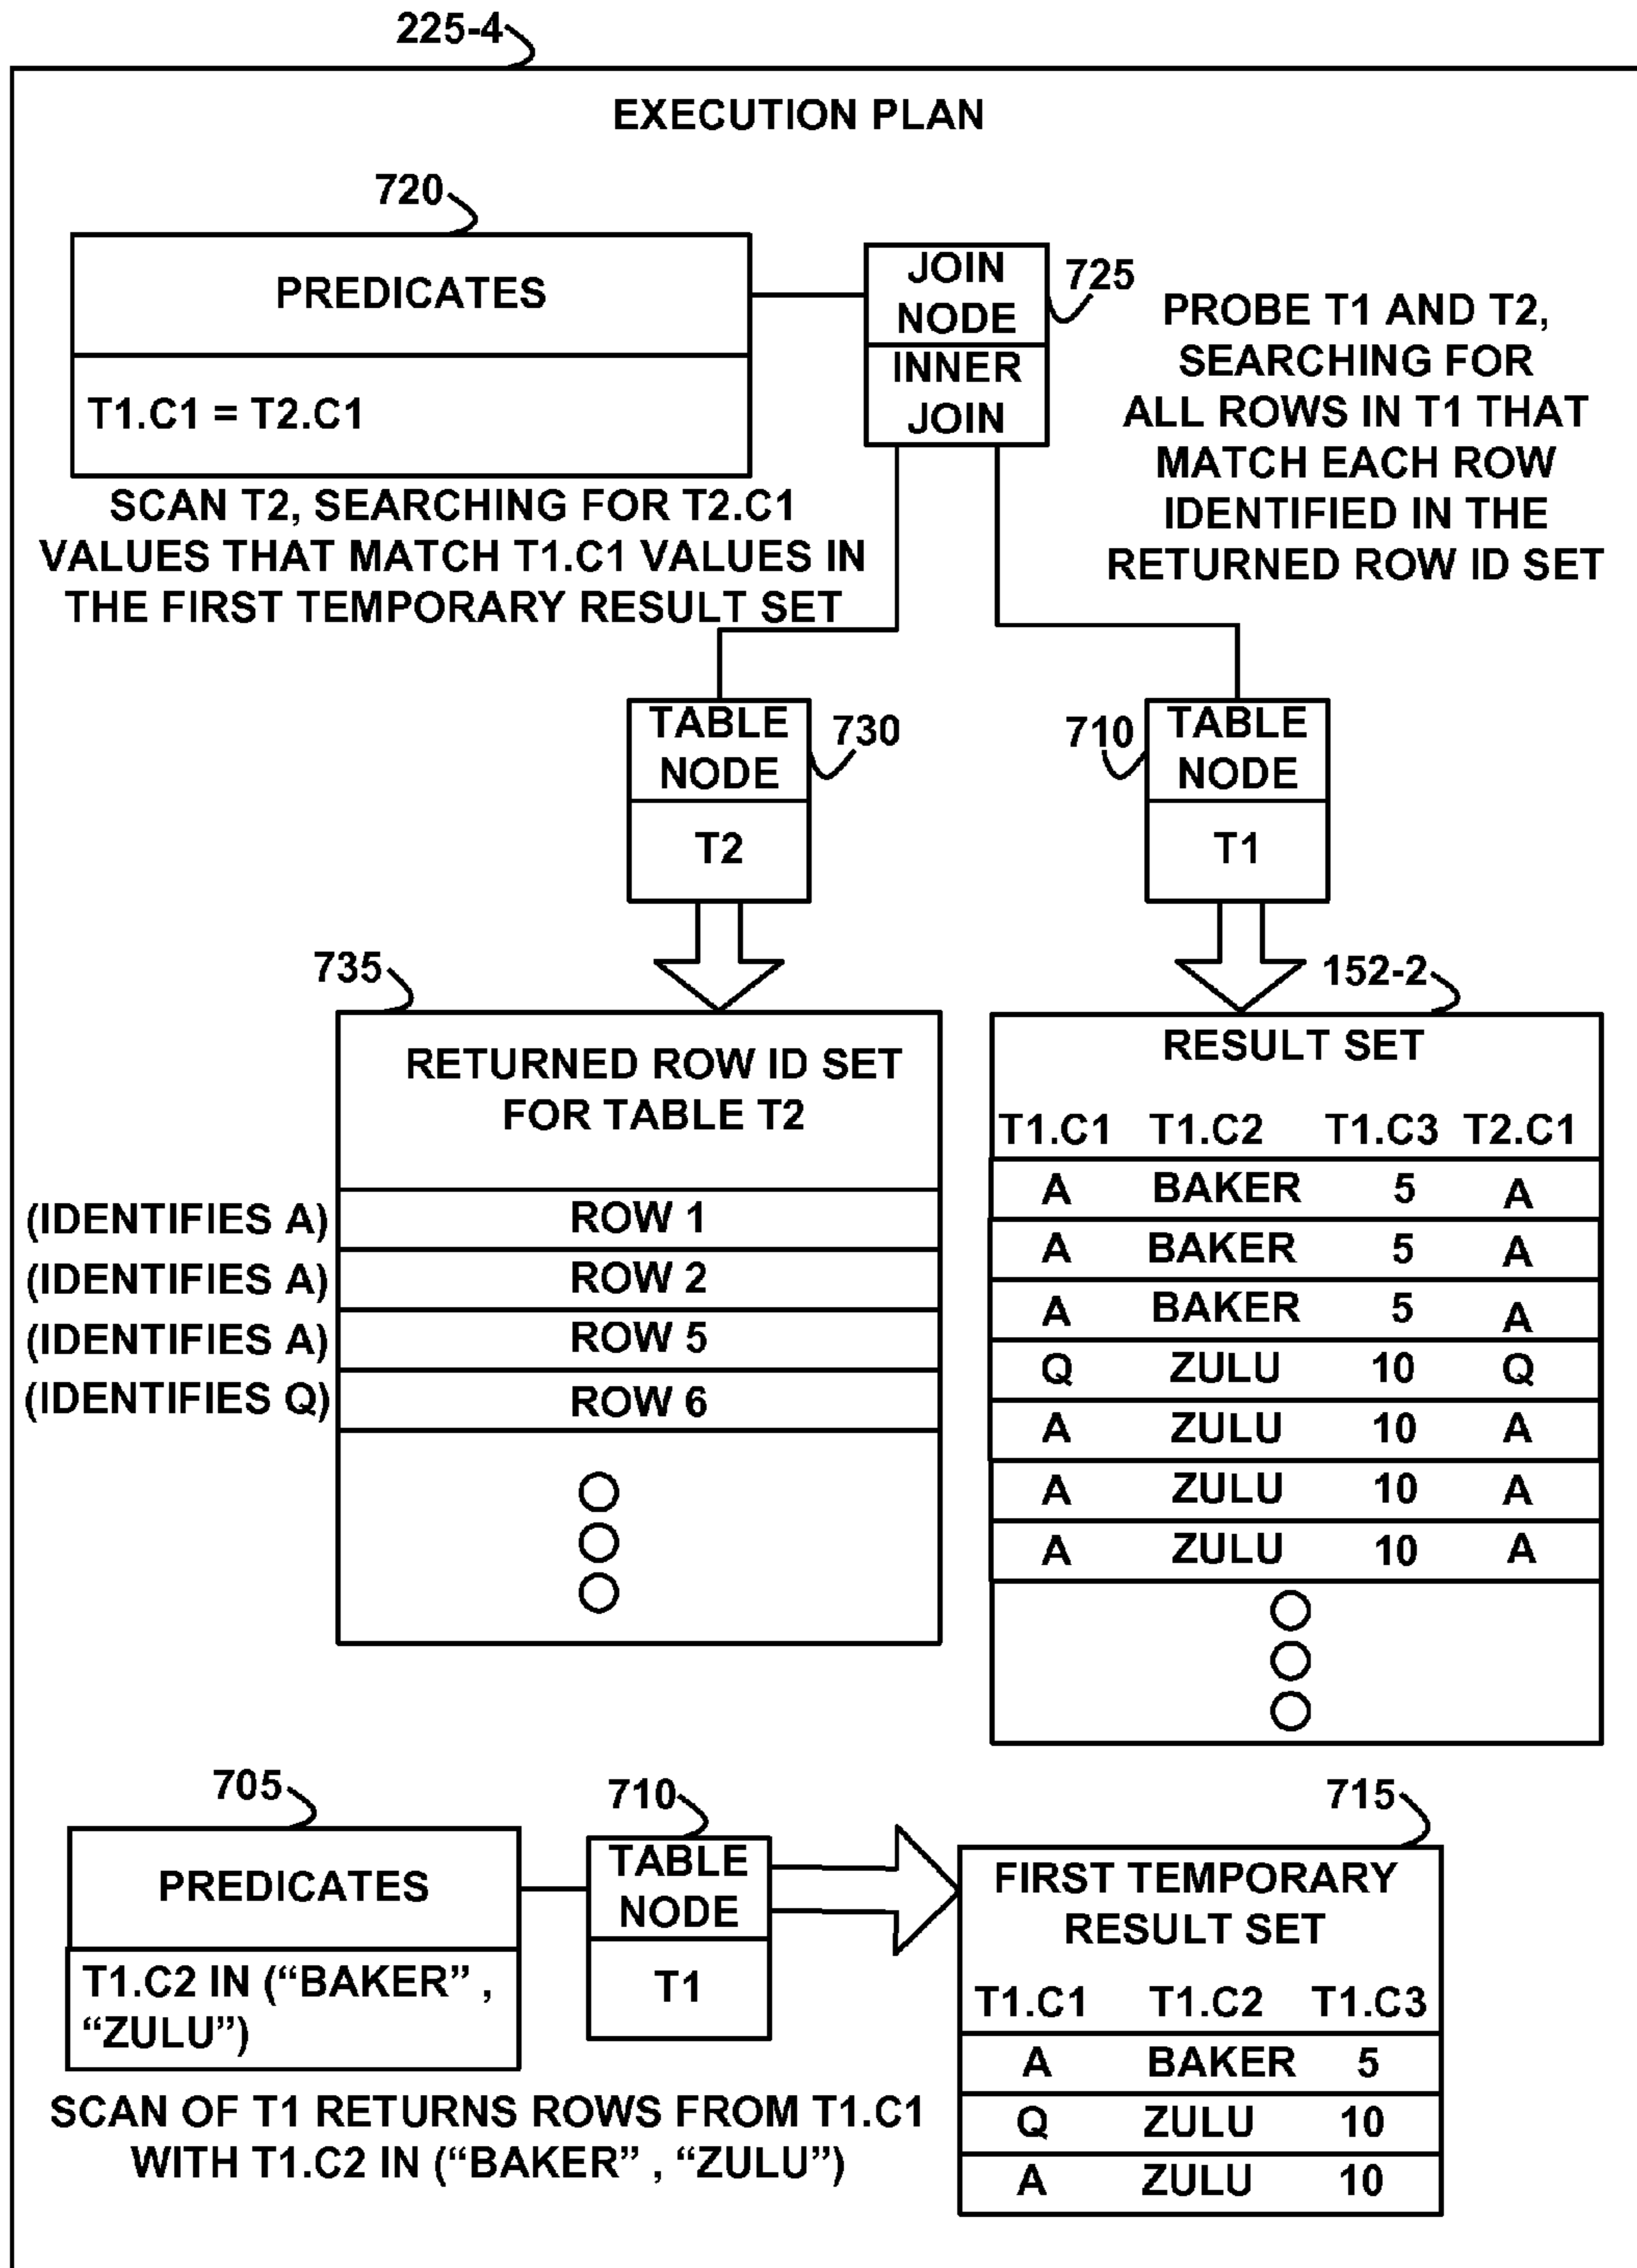 225-4
EXECUTION PLAN
720
PREDICATES
T1.C1 = T2.C1
JOIN
NODE
INNER
JOIN
725
PROBE T1 AND T2,
SEARCHING FOR
ALL ROWS IN T1 THAT
MATCH EACH ROW
IDENTIFIED IN THE
RETURNED ROW ID SET
SCAN T2, SEARCHING FOR T2.C1
VALUES THAT MATCH T1.C1 VALUES IN
THE FIRST TEMPORARY RESULT SET
TABLE
NODE
T2
730
710
TABLE
NODE
T1
735
RETURNED ROW ID SET
FOR TABLE T2
(IDENTIFIES A) ROW 1
(IDENTIFIES A) ROW 2
(IDENTIFIES A) ROW 5
(IDENTIFIES Q) ROW 6
152-2
RESULT SET
T1.C1 T1.C2 T1.C3 T2.C1
A BAKER 5 A
A BAKER 5 A
A BAKER 5 A
Q ZULU 10 Q
A ZULU 10 A
A ZULU 10 A
A ZULU 10 A
705
PREDICATES
T1.C2 IN (“BAKER” ,
“ZULU”)
710
TABLE
NODE
T1
SCAN OF T1 RETURNS ROWS FROM T1.C1
WITH T1.C2 IN (“BAKER” , “ZULU”)
715
FIRST TEMPORARY
RESULT SET
T1.C1 T1.C2 T1.C3
A BAKER 5
Q ZULU 10
A ZULU 10